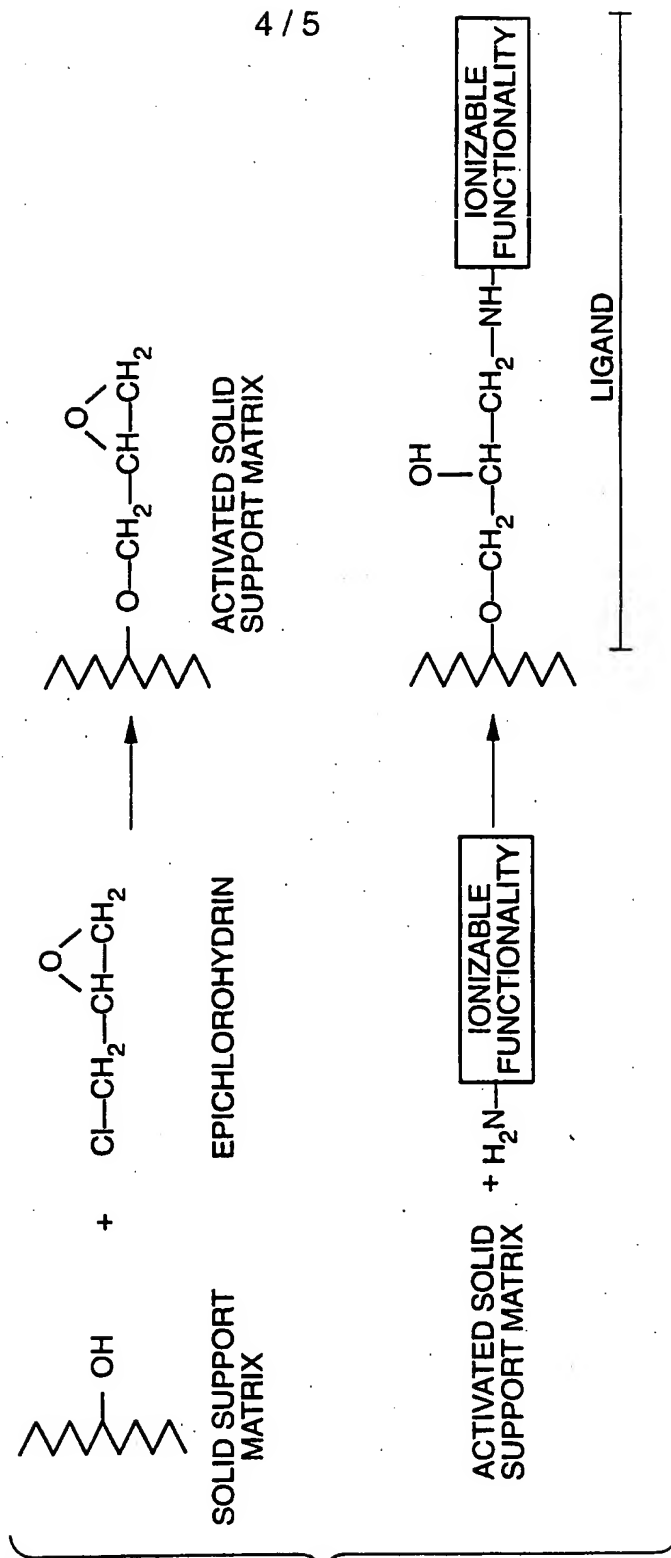 4 / 5
OH
+
Cl—CH2—CH—CH2
O
O—CH2—CH—CH2
O
SOLID SUPPORT
MATRIX
EPICHLOROHYDRIN
ACTIVATED SOLID
SUPPORT MATRIX
ACTIVATED SOLID
SUPPORT MATRIX
+ H2N—
IONIZABLE
FUNCTIONALITY
OH
O—CH2—CH—CH2—NH—
IONIZABLE
FUNCTIONALITY
LIGAND